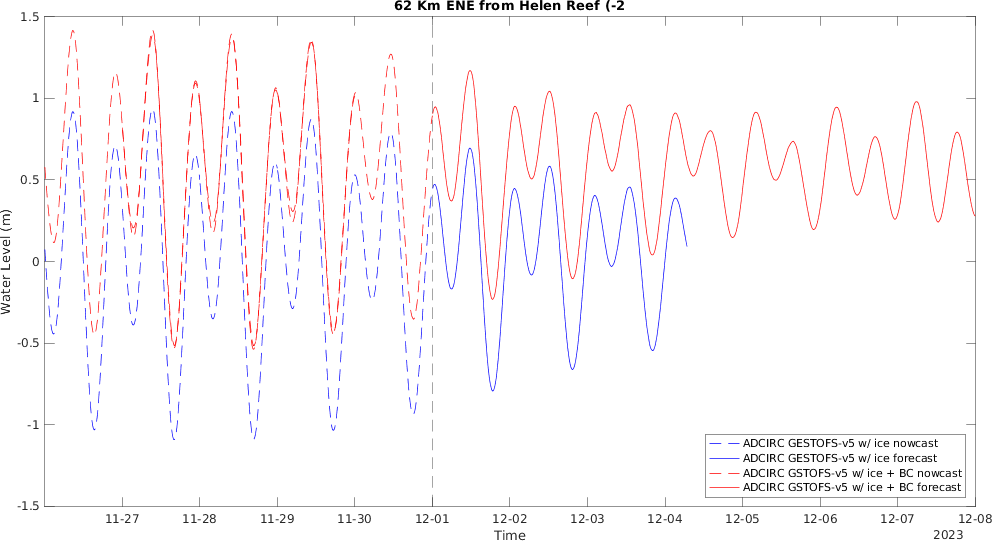 62 Km ENE from Helen Reef (-2
Water Level (m)
1.5
1
0.5
0
-0.5
-1
-1.5
11-27
11-28
11-29
11-30
12-01
12-02
12-03
12-04
12-05
12-06
12-07
12-08
Time
2023
ADCIRC GESTOFS-v5 w/ ice nowcast
ADCIRC GESTOFS-v5 w/ ice forecast
ADCIRC GSTOFS-v5 w/ ice + BC nowcast
ADCIRC GSTOFS-v5 w/ ice + BC forecast